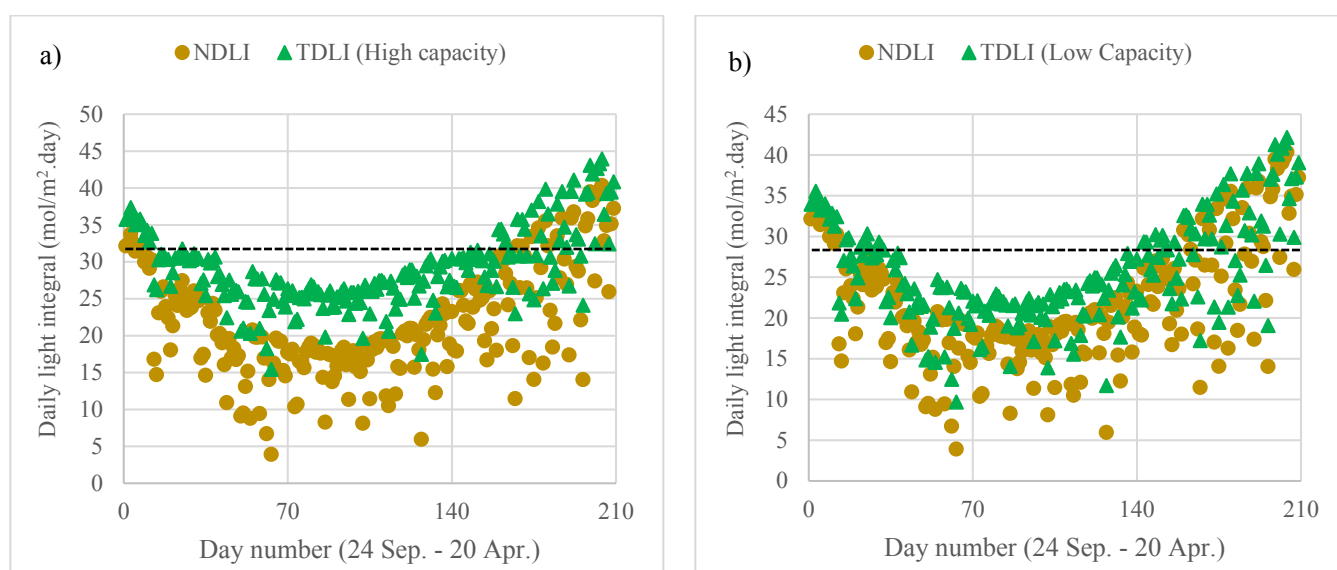 a)
NDLI TDLI (High capacity)
50
45
40
35
30
25
20
15
10
5
0
0 70 140 210
Daily light integral (mol/m².day)
Day number (24 Sep. - 20 Apr.)
b)
NDLI TDLI (Low Capacity)
45
40
35
30
25
20
15
10
5
0
0 70 140 210
Daily light integral (mol/m².day)
Day number (24 Sep. - 20 Apr.)